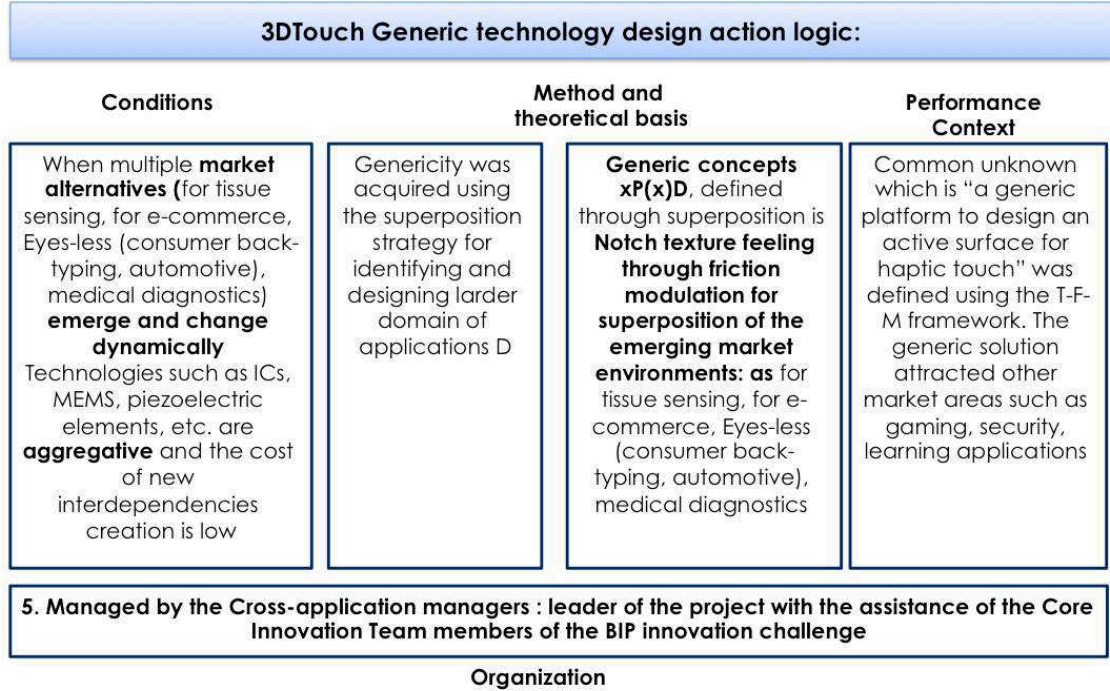 3DTouch Generic technology design action logic:
Conditions
Method and
theoretical basis
Performance
Context
When multiple market
alternatives (for tissue
sensing, for e-commerce,
Eyes-less (consumer back-
typing, automotive),
medical diagnostics)
emerge and change
dynamically
Technologies such as ICs,
MEMS, piezoelectric
elements, etc. are
aggregative and the cost
of new
interdependencies
creation is low
Genericity was
acquired using
the superposition
strategy for
identifying and
designing larder
domain of
applications D
Generic concepts
xP(x)D, defined
through superposition is
Notch texture feeling
through friction
modulation for
superposition of the
emerging market
environments: as for
tissue sensing, for e-
commerce, Eyes-less
(consumer back-
typing, automotive),
medical diagnostics
Common unknown
which is “a generic
platform to design an
active surface for
haptic touch” was
defined using the T-F-
M framework. The
generic solution
attracted other
market areas such as
gaming, security,
learning applications
5. Managed by the Cross-application managers : leader of the project with the assistance of the Core
Innovation Team members of the BIP innovation challenge
Organization